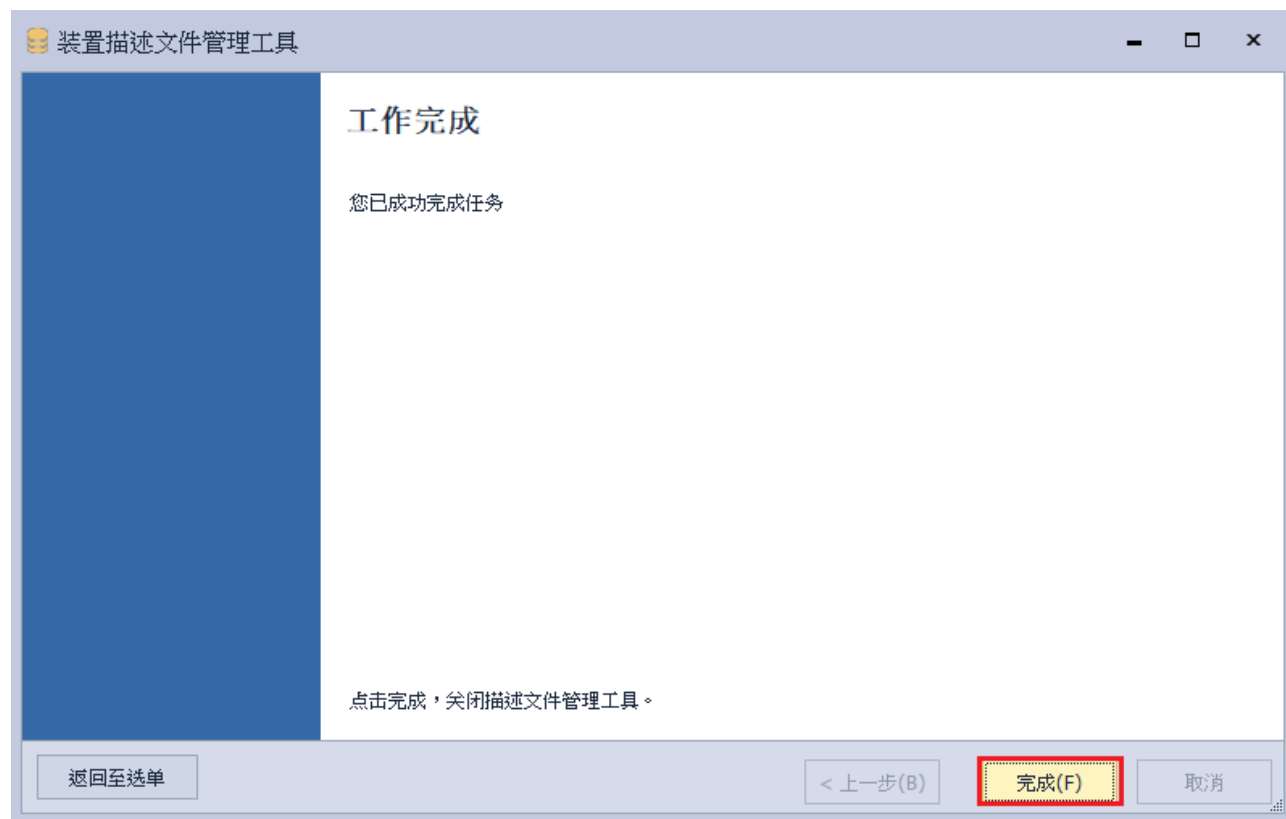 装置描述文件管理工具
工作完成
您已成功完成任务
点击完成，关闭描述文件管理工具。
返回至选单
< 上一步(B)
完成(F)
取消